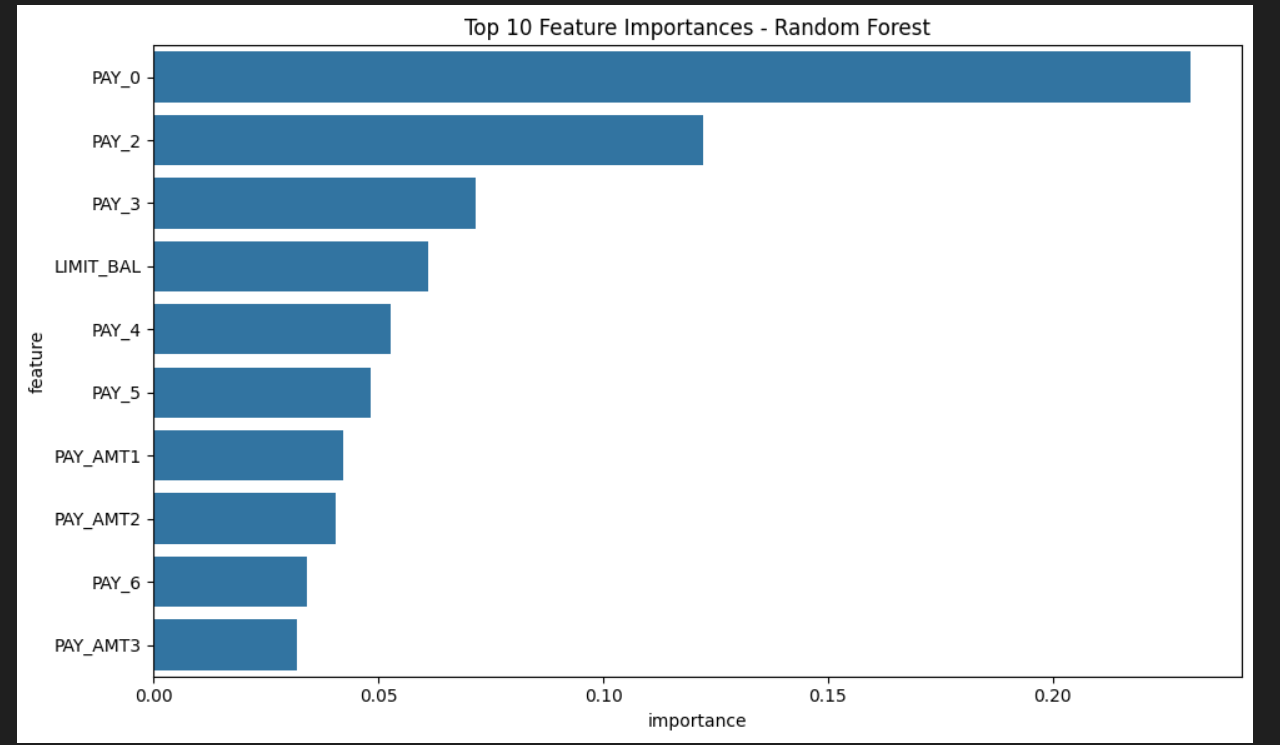 Top 10 Feature Importances - Random Forest
PAY_0
PAY_2
PAY_3
LIMIT_BAL
PAY_4
PAY_5
PAY_AMT1
PAY_AMT2
PAY_6
PAY_AMT3
feature
0.00 0.05 0.10 0.15 0.20
importance